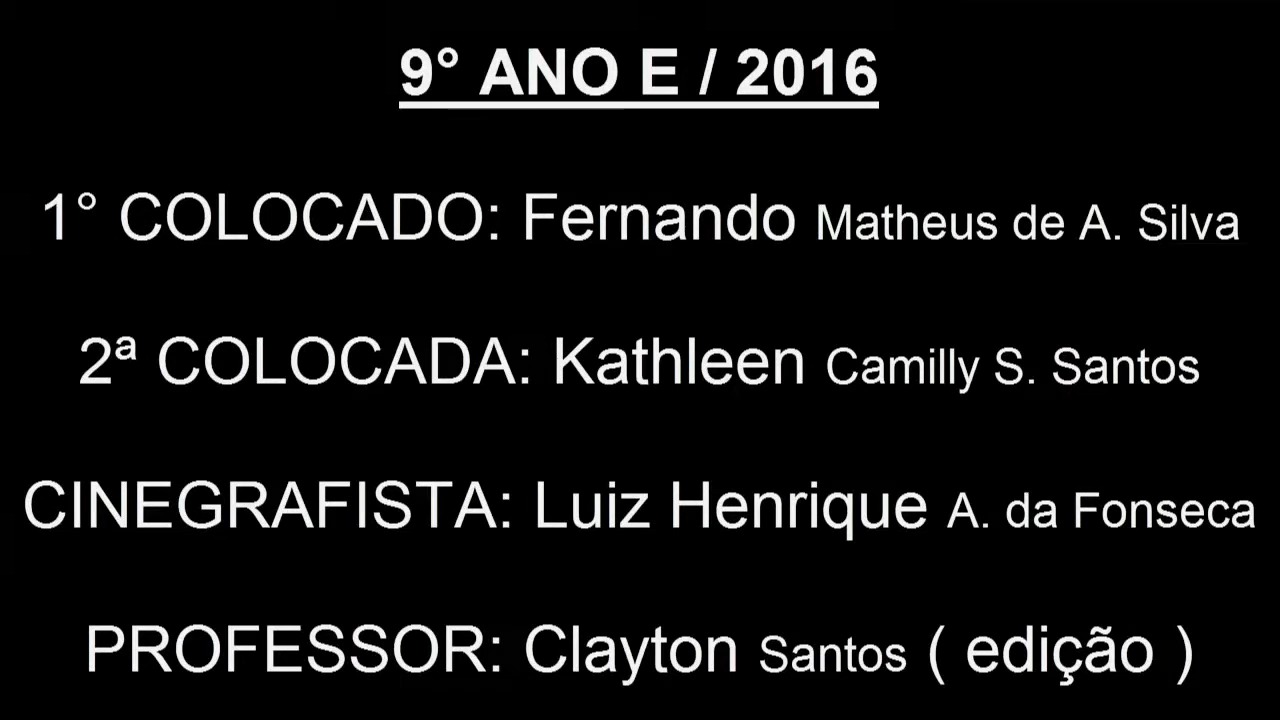 9° ANO E / 2016
1° COLOCADO: Fernando Matheus de A. Silva
2ª COLOCADA: Kathleen Camilly S. Santos
CINEGRAFISTA: Luiz Henrique A. da Fonseca
PROFESSOR: Clayton Santos ( edição )